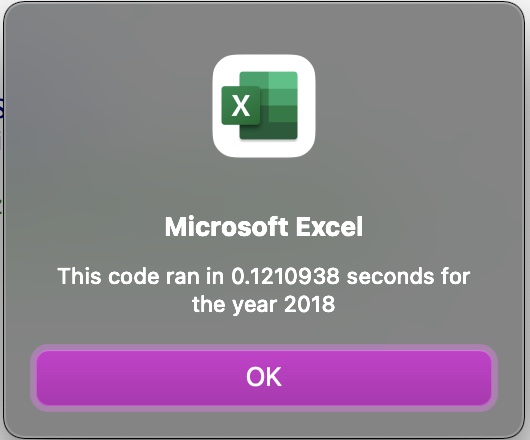 X
Microsoft Excel
This code ran in 0.1210938 seconds for
the year 2018
OK